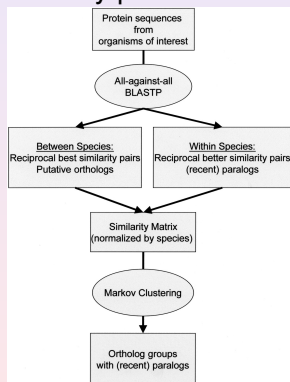 Protein sequences
from
organisms of interest
All-against-all
BLASTP
Between Species:
Reciprocal best similarity pairs
Putative orthologs
Within Species:
Reciprocal better similarity pairs
(recent) paralogs
Similarity Matrix
(normalized by species)
Markov Clustering
Ortholog groups
with (recent) paralogs